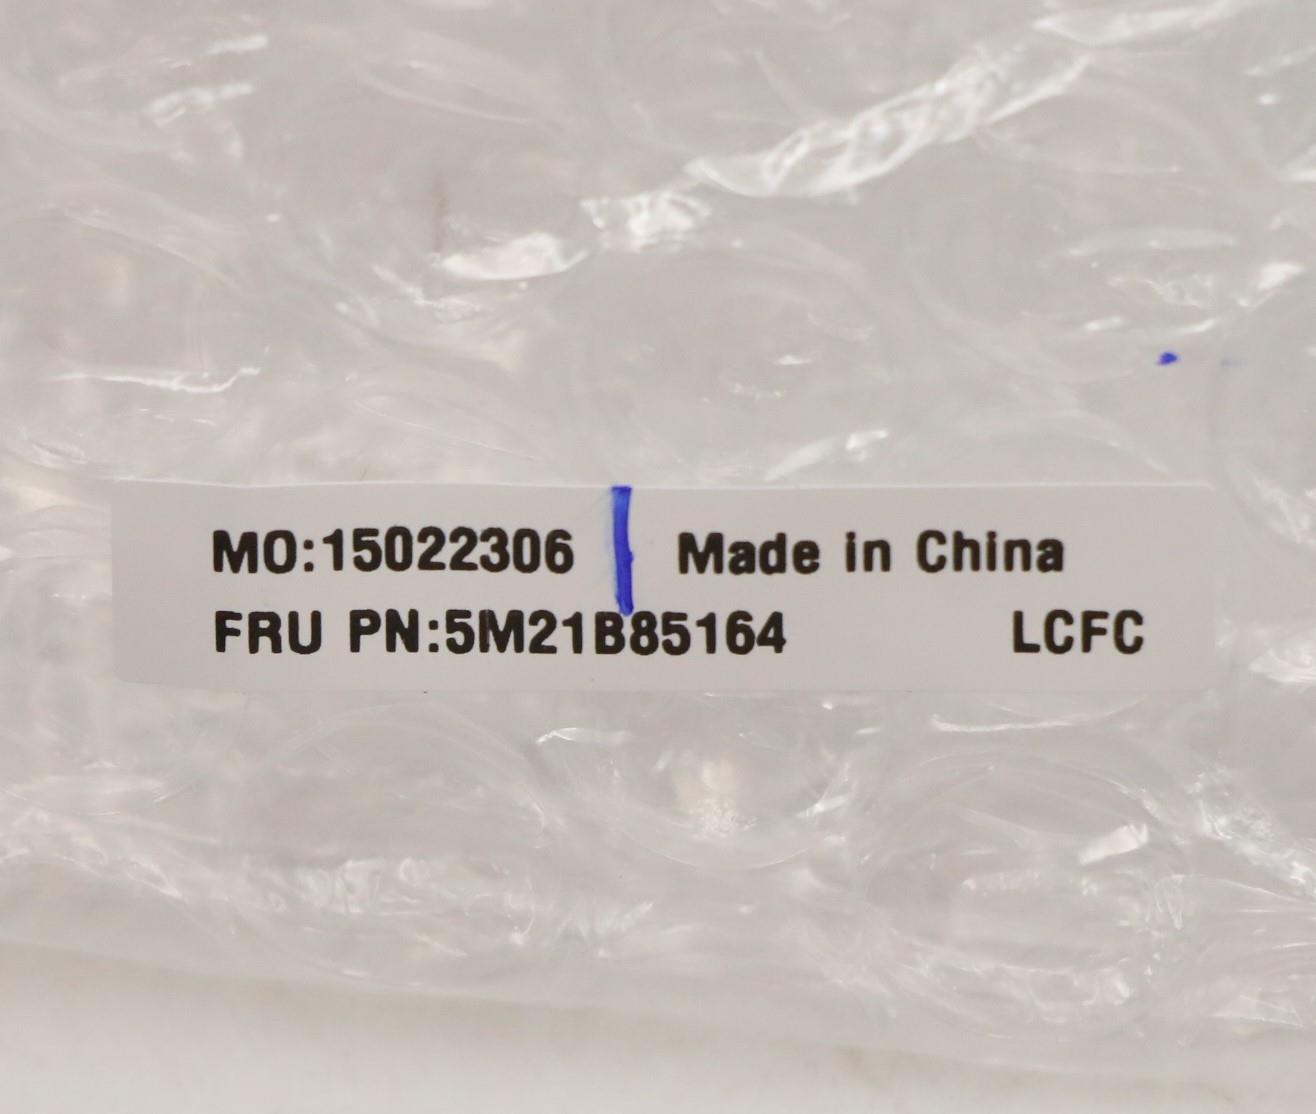 MO:15022306 Made in China
FRU PN:5M21B85164 LCFC